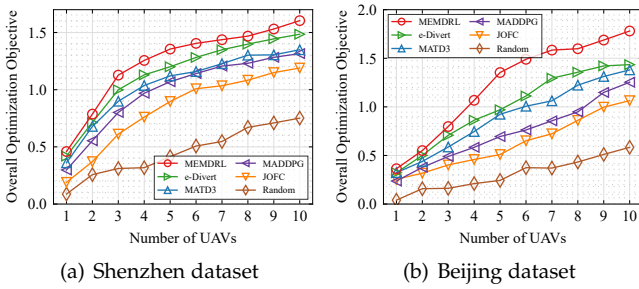 Overall Optimization Objective
1.5
1.0
0.5
0.0
MEMDRL
e-Divert
MATD3
MADDPG
JOFC
Random
1 2 3 4 5 6 7 8 9 10
Number of UAVs
(a) Shenzhen dataset
Overall Optimization Objective
2.0
1.5
1.0
0.5
0.0
MEMDRL
e-Divert
MATD3
MADDPG
JOFC
Random
1 2 3 4 5 6 7 8 9 10
Number of UAVs
(b) Beijing dataset